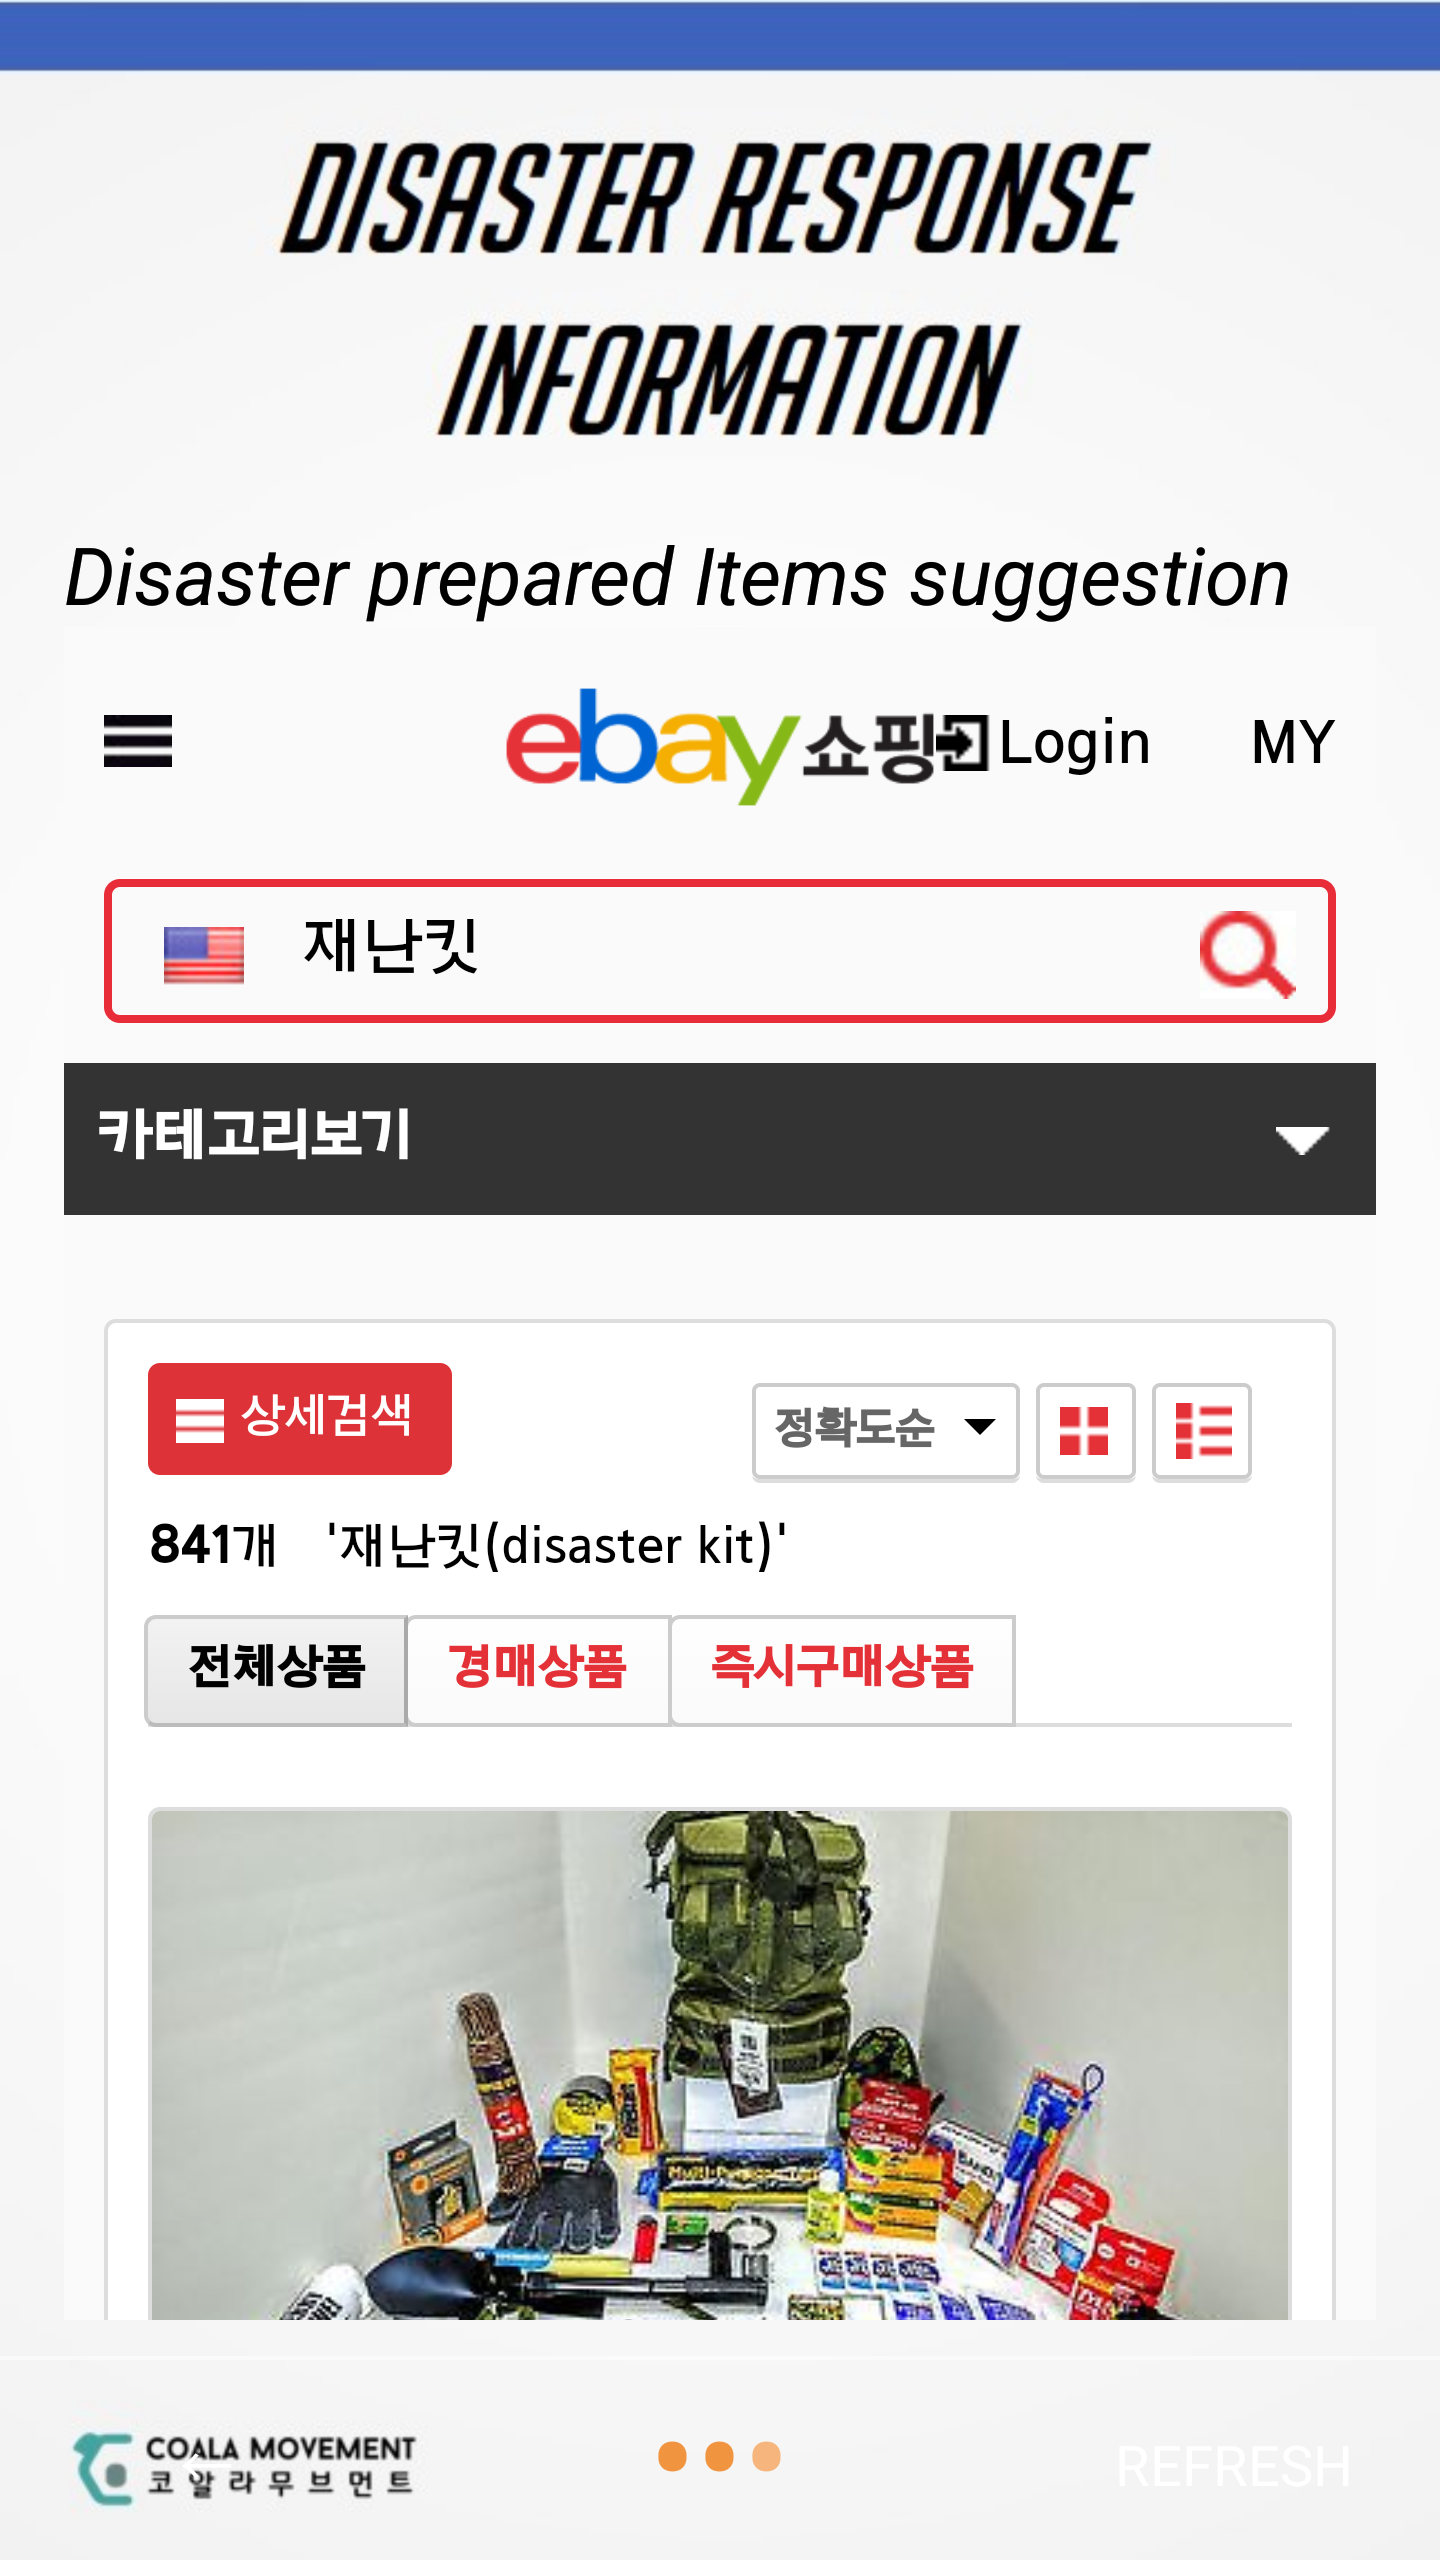 DISASTER RESPONSE
INFORMATION
Disaster prepared Items suggestion
ebay쇼핑 Login MY
재난킷
카테고리보기
상세검색 정확도순
841개 '재난킷(disaster kit)'
전체상품 경매상품 즉시구매상품
COALA MOVEMENT
코알라무브먼트
REFRESH